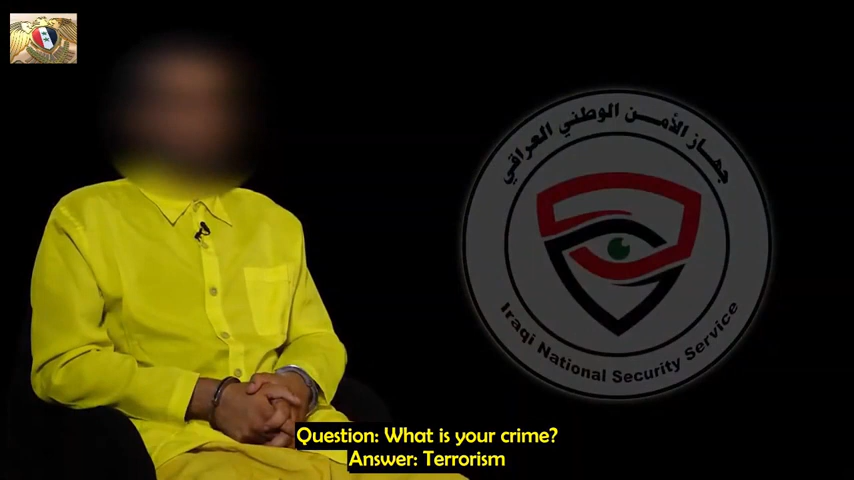 جهاز الأمن الوطني العراقي
Iraqi National Security Service
Question: What is your crime?
Answer: Terrorism